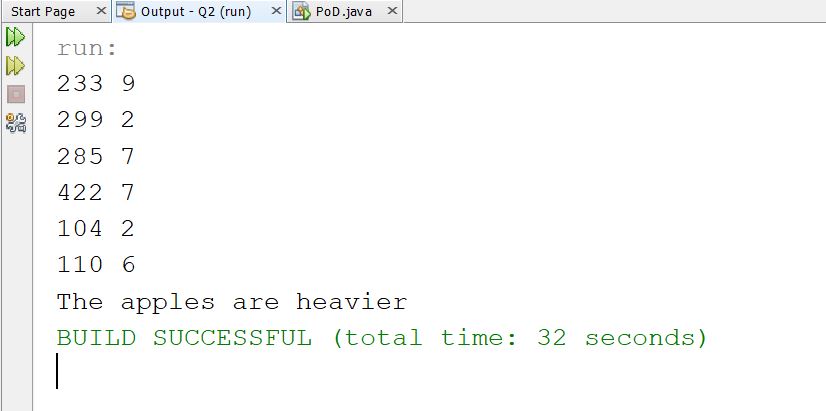 Start Page Output - Q2 (run) PoD.java
run:
233 9
299 2
285 7
422 7
104 2
110 6
The apples are heavier
BUILD SUCCESSFUL (total time: 32 seconds)